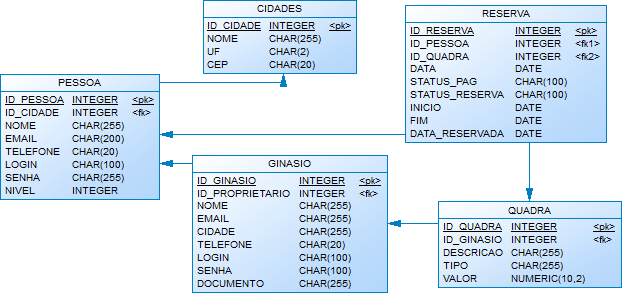 CIDADES
ID_CIDADE INTEGER <pk>
NOME CHAR(255)
UF CHAR(2)
CEP CHAR(20)
RESERVA
ID_RESERVA INTEGER <pk>
ID_PESSOA INTEGER <fk1>
ID_QUADRA INTEGER <fk2>
DATA DATE
STATUS_PAG CHAR(100)
STATUS_RESERVA CHAR(100)
INICIO DATE
FIM DATE
DATA_RESERVADA DATE
PESSOA
ID_PESSOA INTEGER <pk>
ID_CIDADE INTEGER <fk>
NOME CHAR(255)
EMAIL CHAR(200)
TELEFONE CHAR(20)
LOGIN CHAR(100)
SENHA CHAR(255)
NIVEL INTEGER
GINASIO
ID_GINASIO INTEGER <pk>
ID_PROPRIETARIO INTEGER <fk>
NOME CHAR(255)
EMAIL CHAR(255)
CIDADE CHAR(255)
TELEFONE CHAR(20)
LOGIN CHAR(100)
SENHA CHAR(100)
DOCUMENTO CHAR(255)
QUADRA
ID_QUADRA INTEGER <pk>
ID_GINASIO INTEGER <fk>
DESCRICAO CHAR(255)
TIPO CHAR(255)
VALOR NUMERIC(10,2)